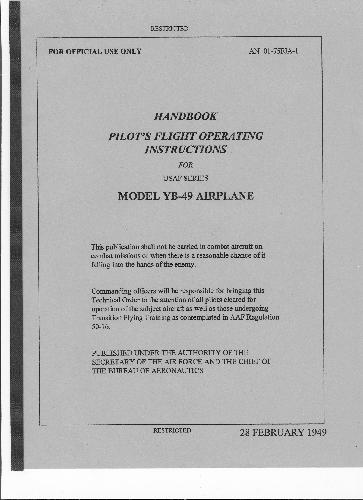 RESTRICTED
FOR OFFICIAL USE ONLY AN 01-75EJA-1
HANDBOOK
PILOT'S FLIGHT OPERATING
INSTRUCTIONS
FOR
USAF SERIES
MODEL YB-49 AIRPLANE
This publication shall not be carried in combat aircraft on
combat missions or when there is a reasonable chance of it
falling into the hands of the enemy.
Commanding officers will be responsible for bringing this
Technical Order to the attention of all pilots cleared for
operation of the subject aircraft as well as those undergoing
Transition Flying Training as contemplated in AAF Regulation
50-16.
PUBLISHED UNDER THE AUTHORITY OF THE
SECRETARY OF THE AIR FORCE AND THE CHIEF OF
THE BUREAU OF AERONAUTICS
RESTRICTED
28 FEBRUARY 1949